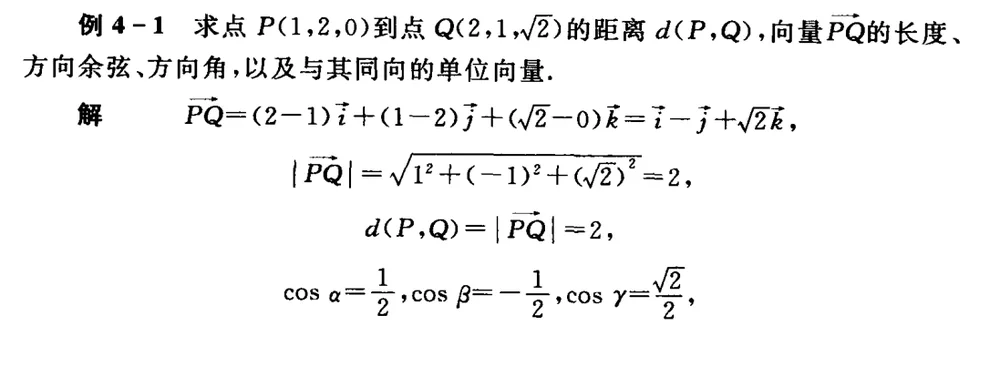 例 4-1 求点 P(1,2,0)到点 Q(2,1,√2)的距离 d(P,Q),向量$\overrightarrow{PQ}$的长度、
方向余弦、方向角,以及与其同向的单位向量.
解 $\overrightarrow{PQ}=(2-1)\vec{i}+(1-2)\vec{j}+(\sqrt{2}-0)\vec{k}=\vec{i}-\vec{j}+\sqrt{2}\vec{k},$
$|\overrightarrow{PQ}|=\sqrt{1^2+(-1)^2+(\sqrt{2})^2}=2,$
$d(P,Q)=|\overrightarrow{PQ}|=2,$
$\cos\alpha=\frac{1}{2},\cos\beta=-\frac{1}{2},\cos\gamma=\frac{\sqrt{2}}{2},$